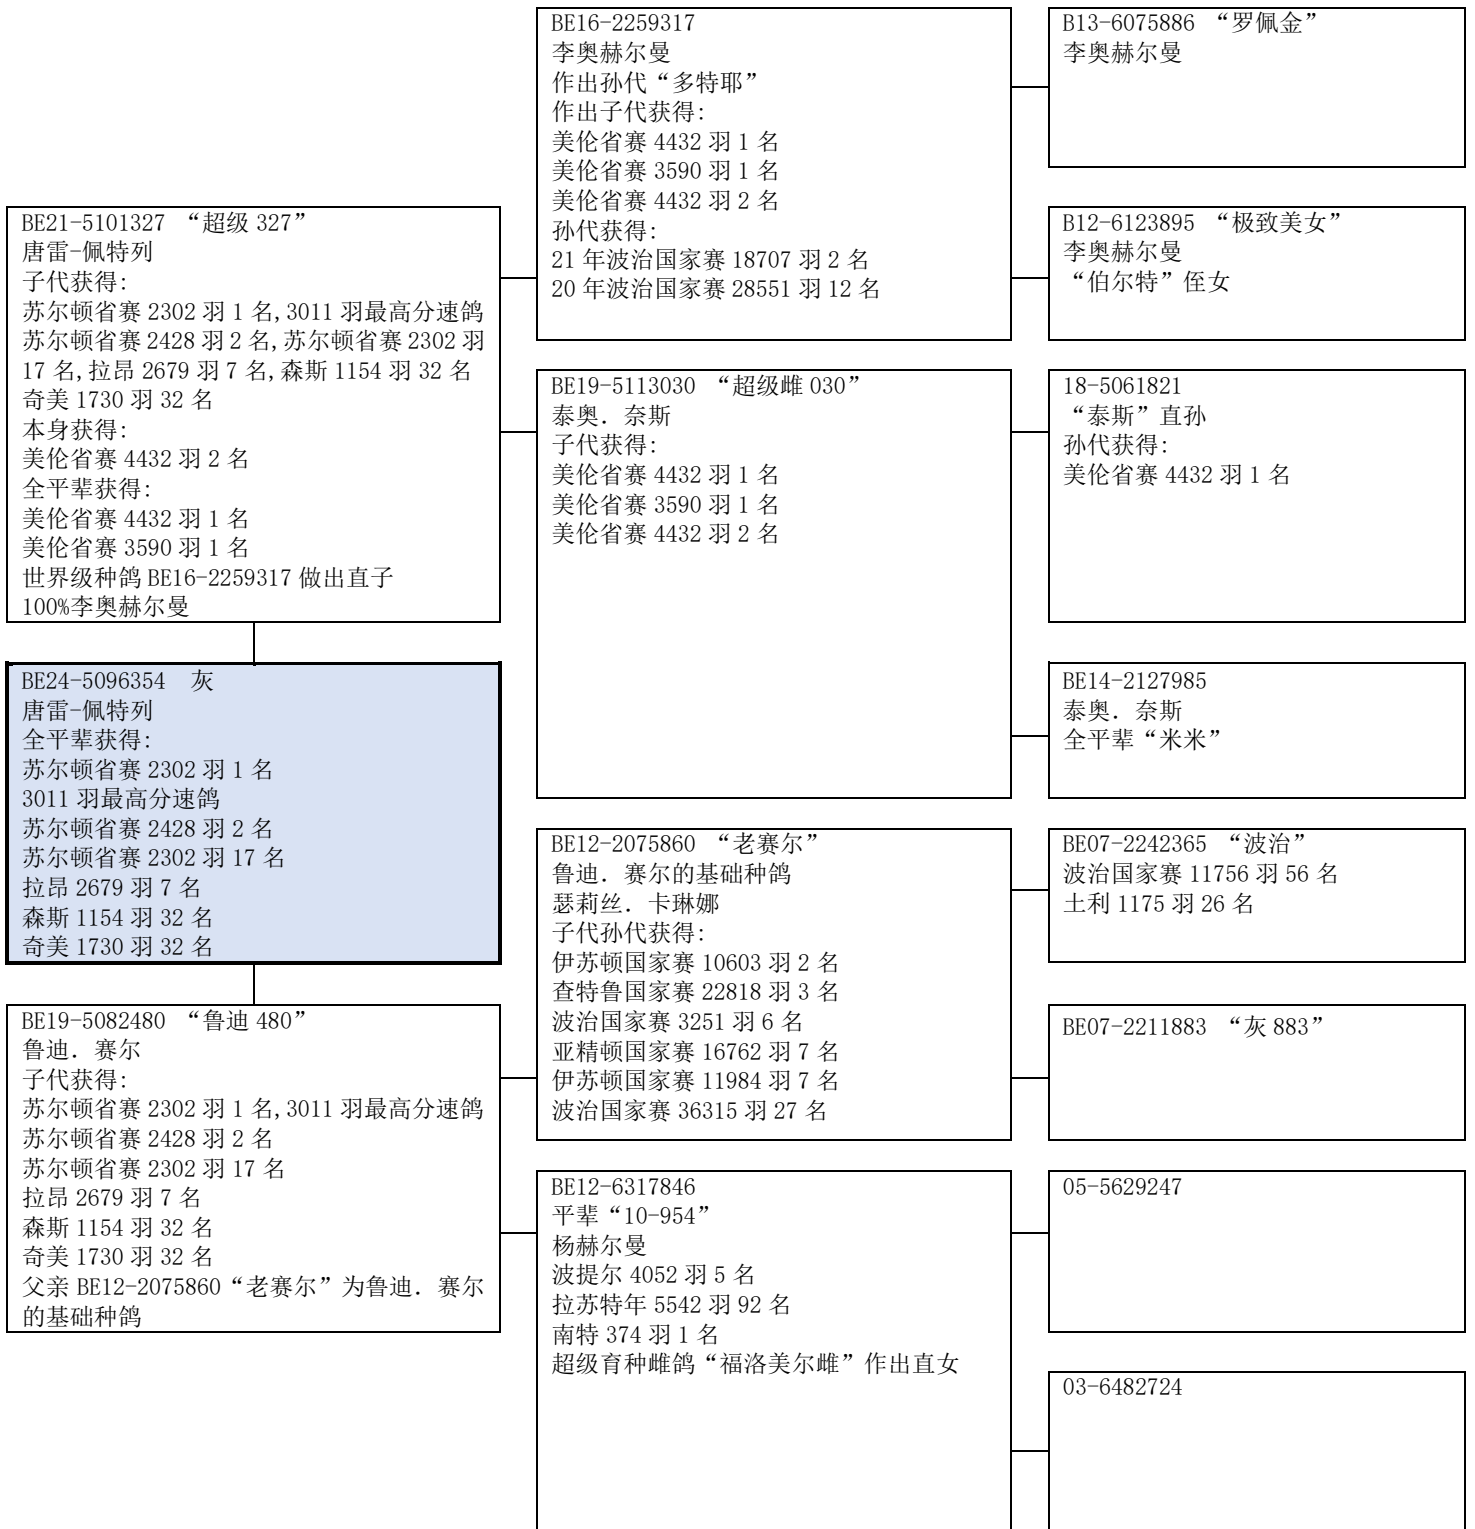 BE21-5101327 “超级 327”
唐雷-佩特列
子代获得:
苏尔顿省赛 2302 羽 1 名,3011 羽最高分速鸽
苏尔顿省赛 2428 羽 2 名,苏尔顿省赛 2302 羽
17 名,拉昂 2679 羽 7 名,森斯 1154 羽 32 名
奇美 1730 羽 32 名
本身获得:
美伦省赛 4432 羽 2 名
全平辈获得:
美伦省赛 4432 羽 1 名
美伦省赛 3590 羽 1 名
世界级种鸽 BE16-2259317 做出直子
100%李奥赫尔曼
BE24-5096354 灰
唐雷-佩特列
全平辈获得:
苏尔顿省赛 2302 羽 1 名
3011 羽最高分速鸽
苏尔顿省赛 2428 羽 2 名
苏尔顿省赛 2302 羽 17 名
拉昂 2679 羽 7 名
森斯 1154 羽 32 名
奇美 1730 羽 32 名
BE19-5082480 “鲁迪 480”
鲁迪. 赛尔
子代获得:
苏尔顿省赛 2302 羽 1 名,3011 羽最高分速鸽
苏尔顿省赛 2428 羽 2 名
苏尔顿省赛 2302 羽 17 名
拉昂 2679 羽 7 名
森斯 1154 羽 32 名
奇美 1730 羽 32 名
父亲 BE12-2075860“老赛尔”为鲁迪. 赛尔
的基础种鸽
BE16-2259317
李奥赫尔曼
作出孙代“多特耶”
作出子代获得:
美伦省赛 4432 羽 1 名
美伦省赛 3590 羽 1 名
美伦省赛 4432 羽 2 名
孙代获得:
21 年波治国家赛 18707 羽 2 名
20 年波治国家赛 28551 羽 12 名
BE19-5113030 “超级雌 030”
泰奥. 奈斯
子代获得:
美伦省赛 4432 羽 1 名
美伦省赛 3590 羽 1 名
美伦省赛 4432 羽 2 名
BE12-2075860 “老赛尔”
鲁迪. 赛尔的基础种鸽
瑟莉丝. 卡琳娜
子代孙代获得:
伊苏顿国家赛 10603 羽 2 名
查特鲁国家赛 22818 羽 3 名
波治国家赛 3251 羽 6 名
亚精顿国家赛 16762 羽 7 名
伊苏顿国家赛 11984 羽 7 名
波治国家赛 36315 羽 27 名
BE12-6317846
平辈“10-954”
杨赫尔曼
波提尔 4052 羽 5 名
拉苏特年 5542 羽 92 名
南特 374 羽 1 名
超级育种雌鸽“福洛美尔雌”作出直女
B13-6075886 “罗佩金”
李奥赫尔曼
B12-6123895 “极致美女”
李奥赫尔曼
“伯尔特”侄女
18-5061821
“泰斯”直孙
孙代获得:
美伦省赛 4432 羽 1 名
BE14-2127985
泰奥. 奈斯
全平辈“米米”
BE07-2242365 “波治”
波治国家赛 11756 羽 56 名
土利 1175 羽 26 名
BE07-2211883 “灰 883”
05-5629247
03-6482724